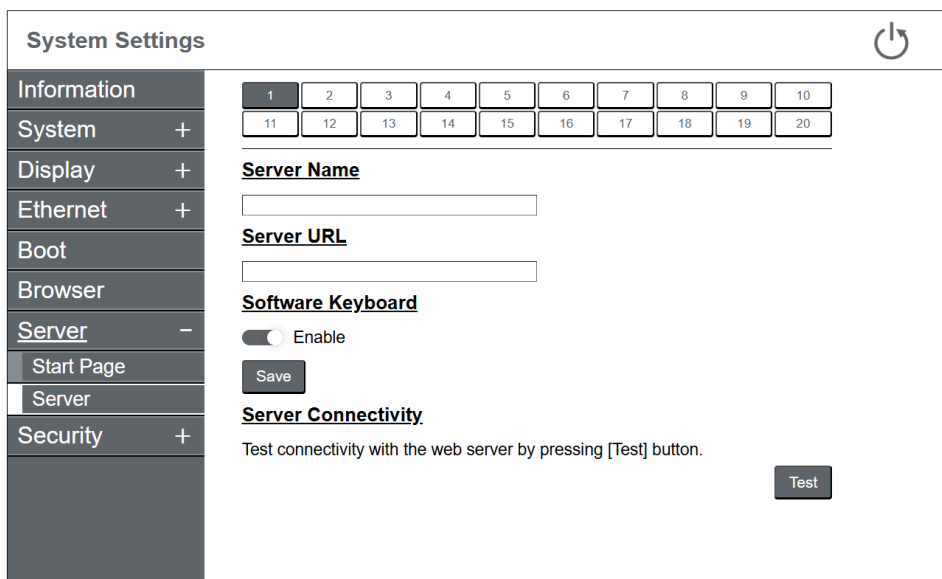 System Settings
Information
System +
Display +
Ethernet +
Boot
Browser
Server −
Start Page
Server
Security +
1 2 3 4 5 6 7 8 9 10
11 12 13 14 15 16 17 18 19 20
Server Name
Server URL
Software Keyboard
Enable
Save
Server Connectivity
Test connectivity with the web server by pressing [Test] button.
Test